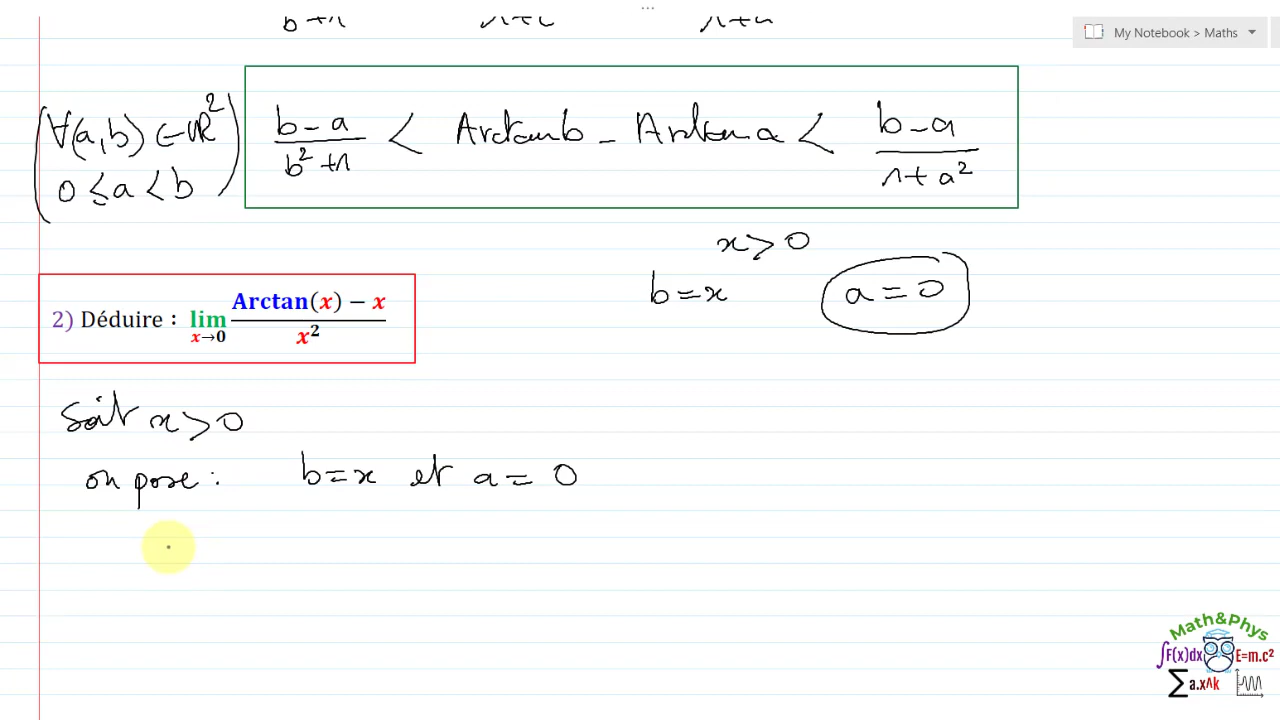 My Notebook > Maths
(∀(a,b) ∈ ℝ² 0 ≤ a < b) b-a/b²+1 < Arctan b - Arctan a < b-a/1+a²
x > 0
b = x a = 0
2) Déduire : lim x→0 Arctan(x) − x / x²
Soit x > 0
on pose : b = x et a = 0
Math&Phys
∫F(x)dx E=m.c²
∑ a.x^k